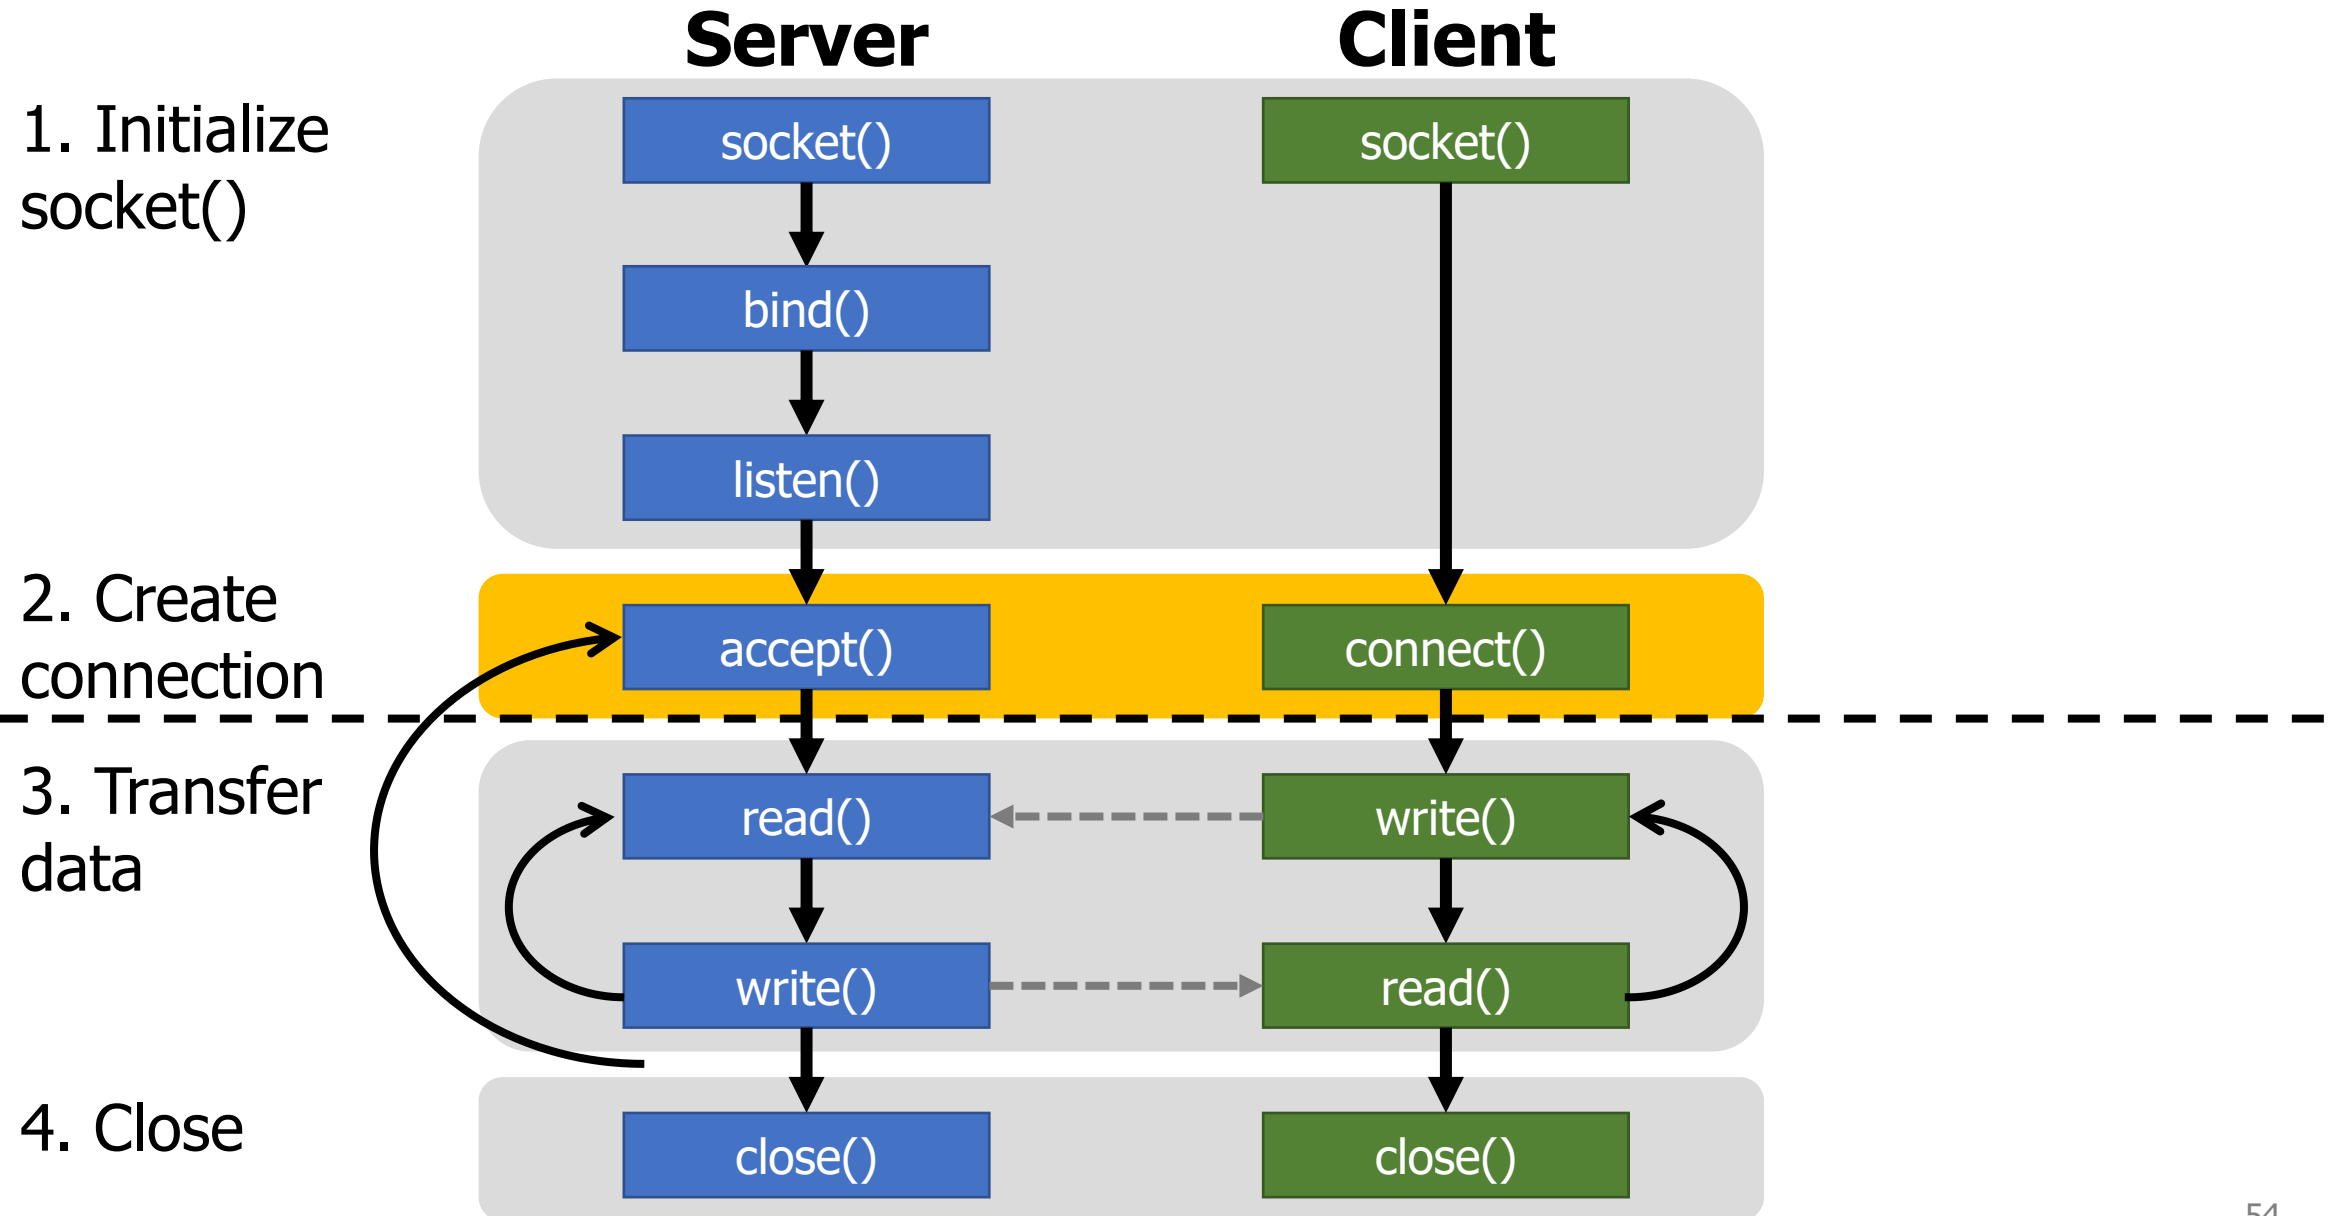 Server
Client
1. Initialize
socket()
socket()
socket()
bind()
listen()
2. Create
connection
accept()
connect()
3. Transfer
data
read()
write()
write()
read()
4. Close
close()
close()
54